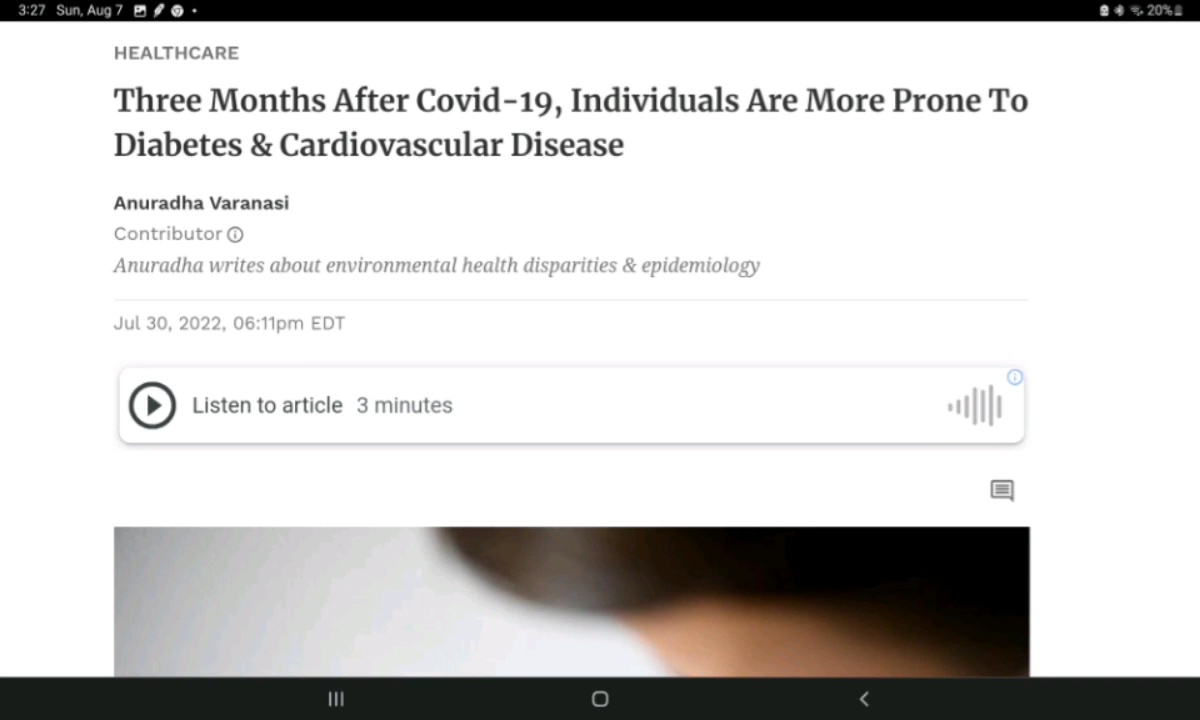 3:27 Sun, Aug 7
20%
HEALTHCARE
Three Months After Covid-19, Individuals Are More Prone To
Diabetes & Cardiovascular Disease
Anuradha Varanasi
Contributor
Anuradha writes about environmental health disparities & epidemiology
Jul 30, 2022, 06:11pm EDT
Listen to article 3 minutes